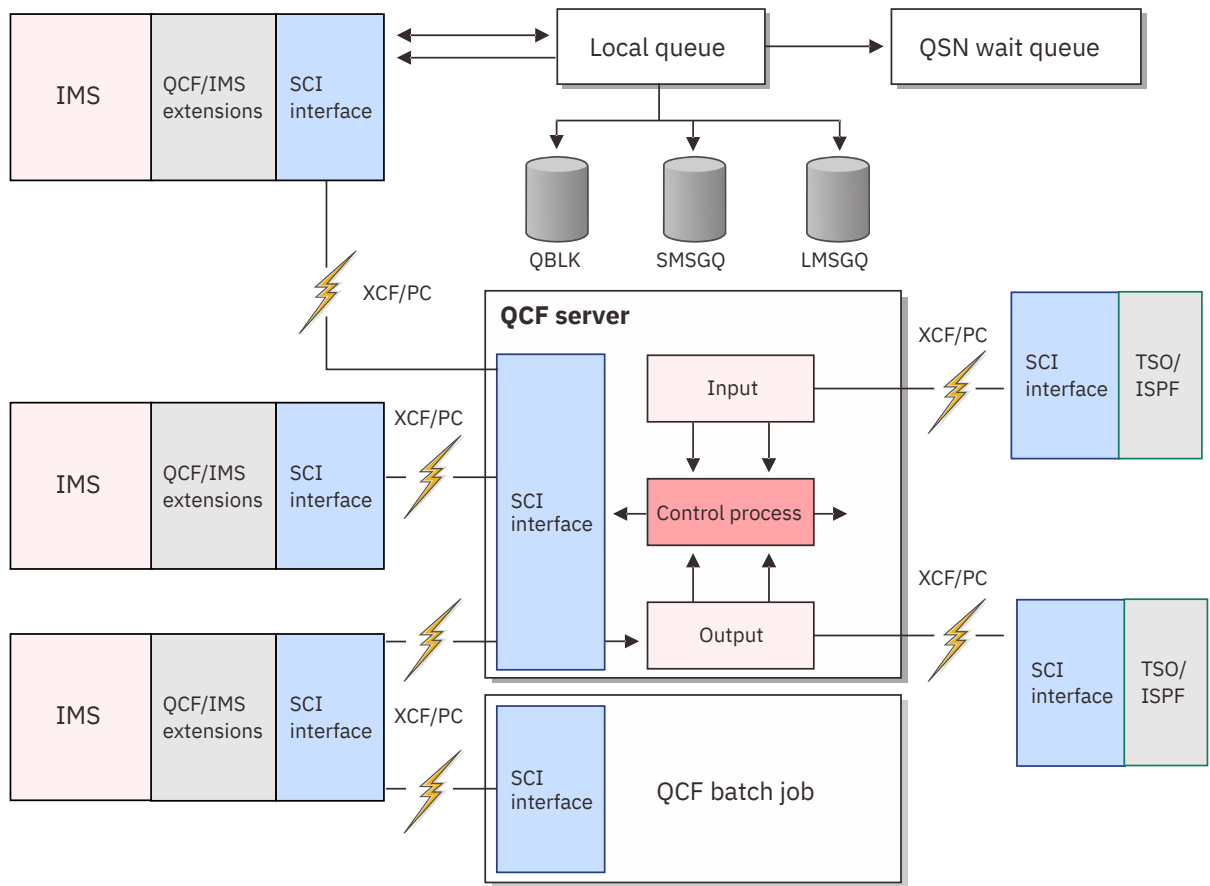 IMS
QCF/IMS
extensions
SCI
interface
Local queue
QSN wait queue
QBLK
SMSGQ
LMSGQ
XCF/PC
QCF server
XCF/PC
SCI
interface
TSO/
ISPF
Input
IMS
QCF/IMS
extensions
SCI
interface
XCF/PC
SCI
interface
Control process
Output
XCF/PC
SCI
interface
TSO/
ISPF
IMS
QCF/IMS
extensions
SCI
interface
XCF/PC
SCI
interface
QCF batch job